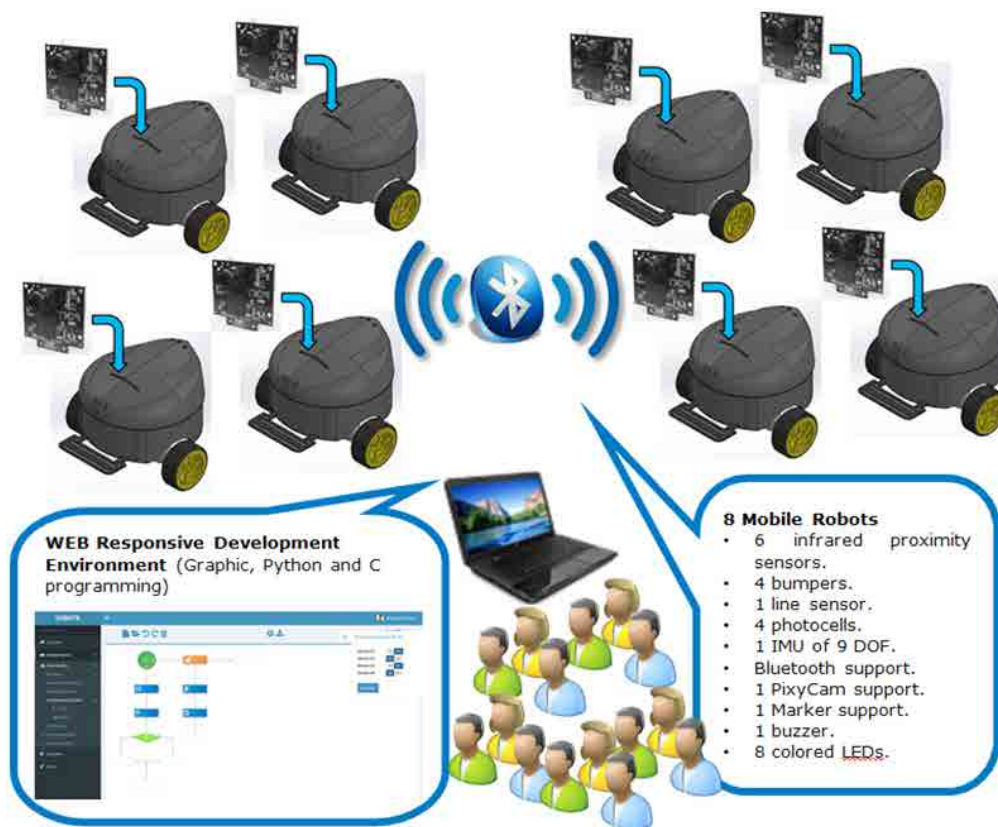 WEB Responsive Development
Environment (Graphic, Python and C
programming)
8 Mobile Robots
• 6 infrared proximity
sensors.
• 4 bumpers.
• 1 line sensor.
• 4 photocells.
• 1 IMU of 9 DOF.
• Bluetooth support.
• 1 PixyCam support.
• 1 Marker support.
• 1 buzzer.
• 8 colored LEDs.